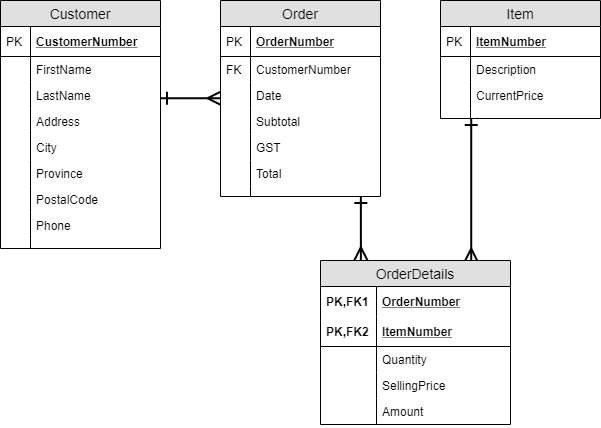 Customer
PK CustomerNumber
FirstName
LastName
Address
City
Province
PostalCode
Phone
Order
PK OrderNumber
FK CustomerNumber
Date
Subtotal
GST
Total
Item
PK ItemNumber
Description
CurrentPrice
OrderDetails
PK,FK1 OrderNumber
PK,FK2 ItemNumber
Quantity
SellingPrice
Amount